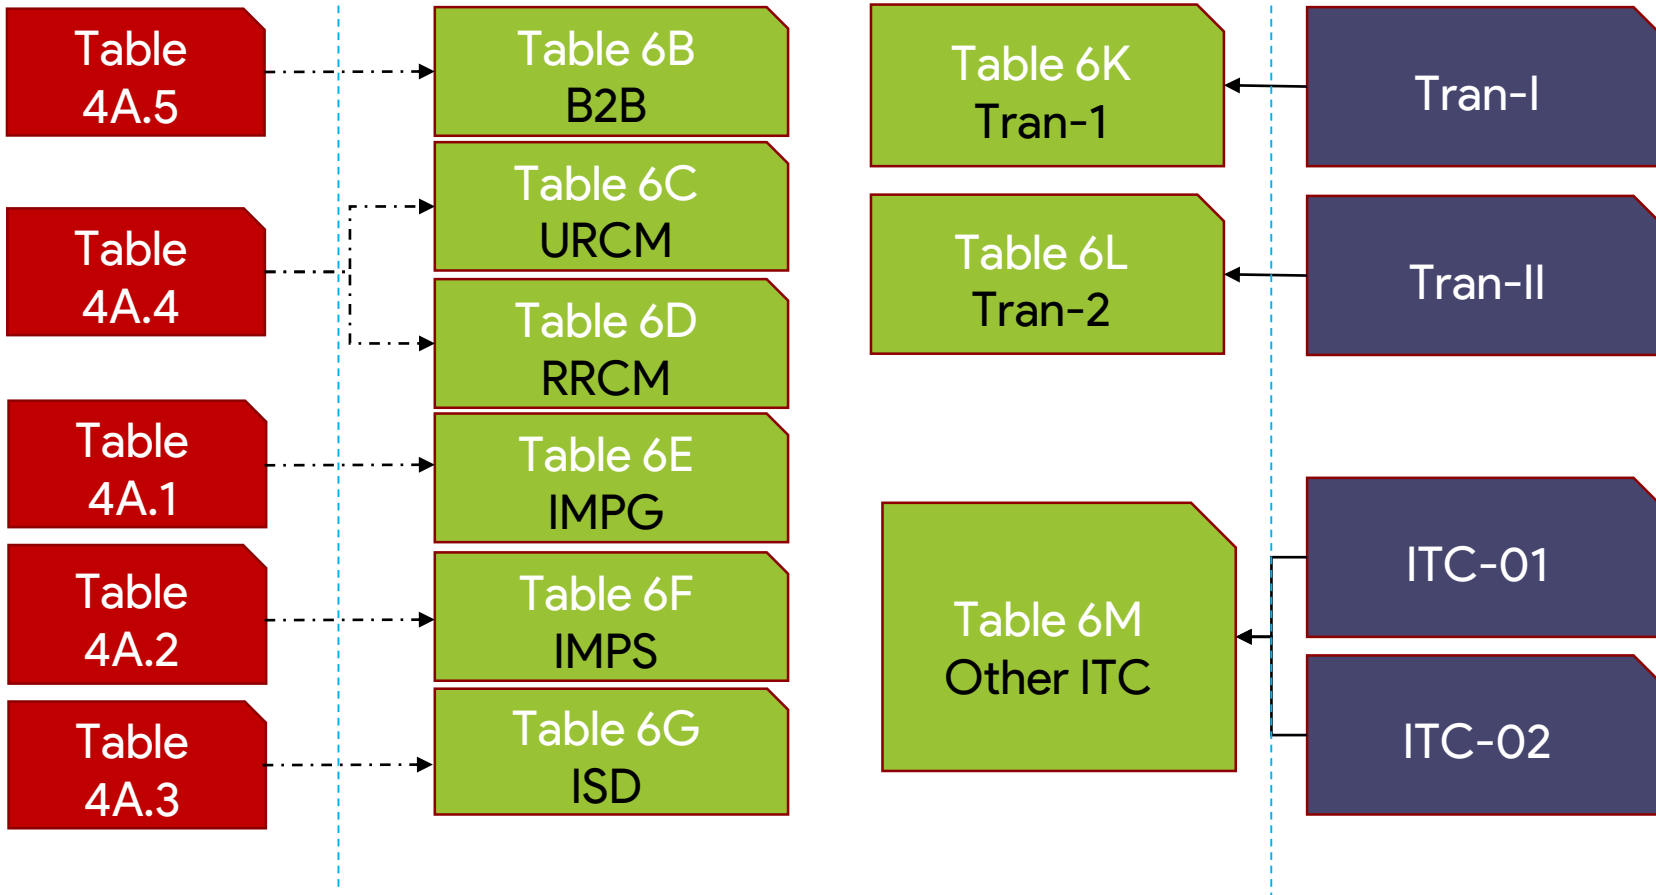 Table
4A.5
Table
4A.4
Table
4A.1
Table
4A.2
Table
4A.3
Table 6B
B2B
Table 6C
URCM
Table 6D
RRCM
Table 6E
IMPG
Table 6F
IMPS
Table 6G
ISD
Table 6K
Tran-1
Table 6L
Tran-2
Table 6M
Other ITC
Tran-I
Tran-II
ITC-01
ITC-02